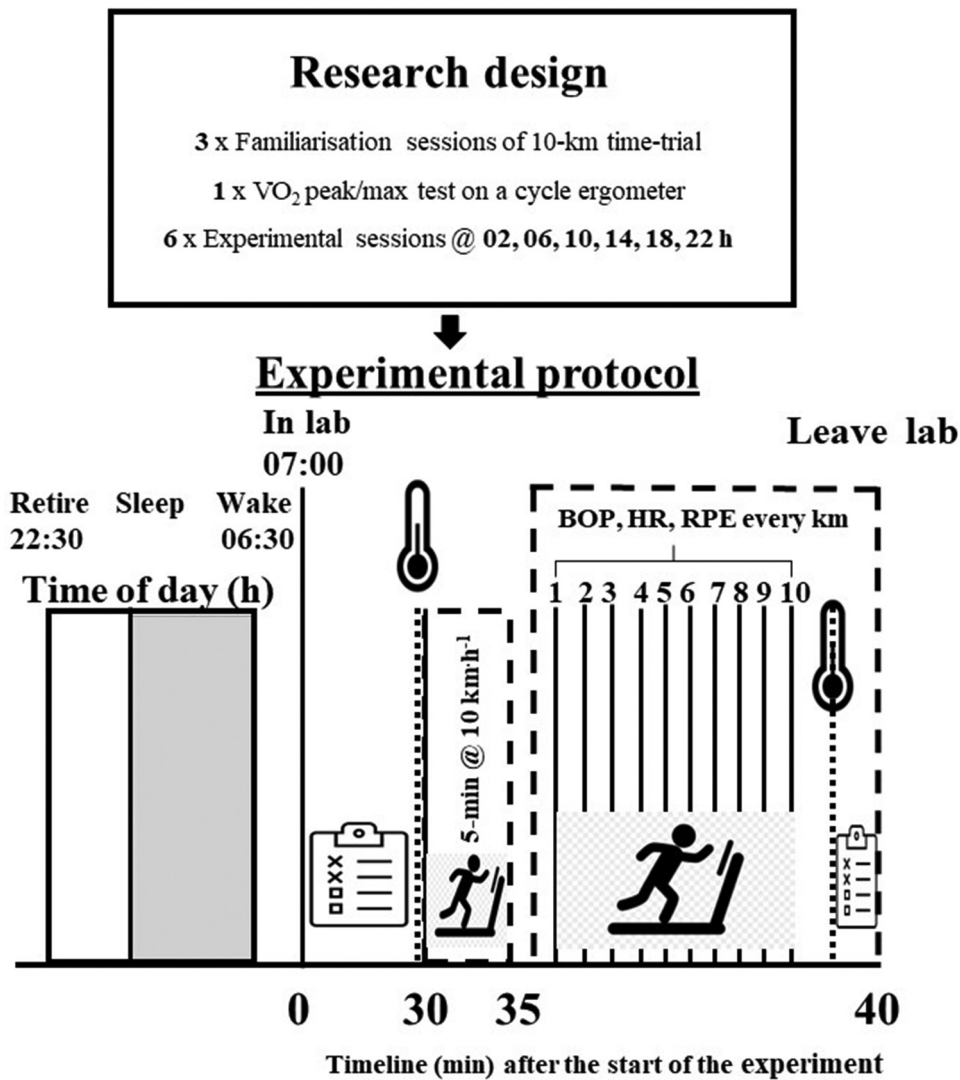 Research design
3 x Familiarisation sessions of 10-km time-trial
1 x VO₂ peak/max test on a cycle ergometer
6 x Experimental sessions @ 02, 06, 10, 14, 18, 22 h
Experimental protocol
In lab
07:00
Leave lab
Retire Sleep Wake
22:30 06:30
Time of day (h)
BOP, HR, RPE every km
1 2 3 4 5 6 7 8 9 10
5-min @ 10 km·h⁻¹
0 30 35 40
Timeline (min) after the start of the experiment